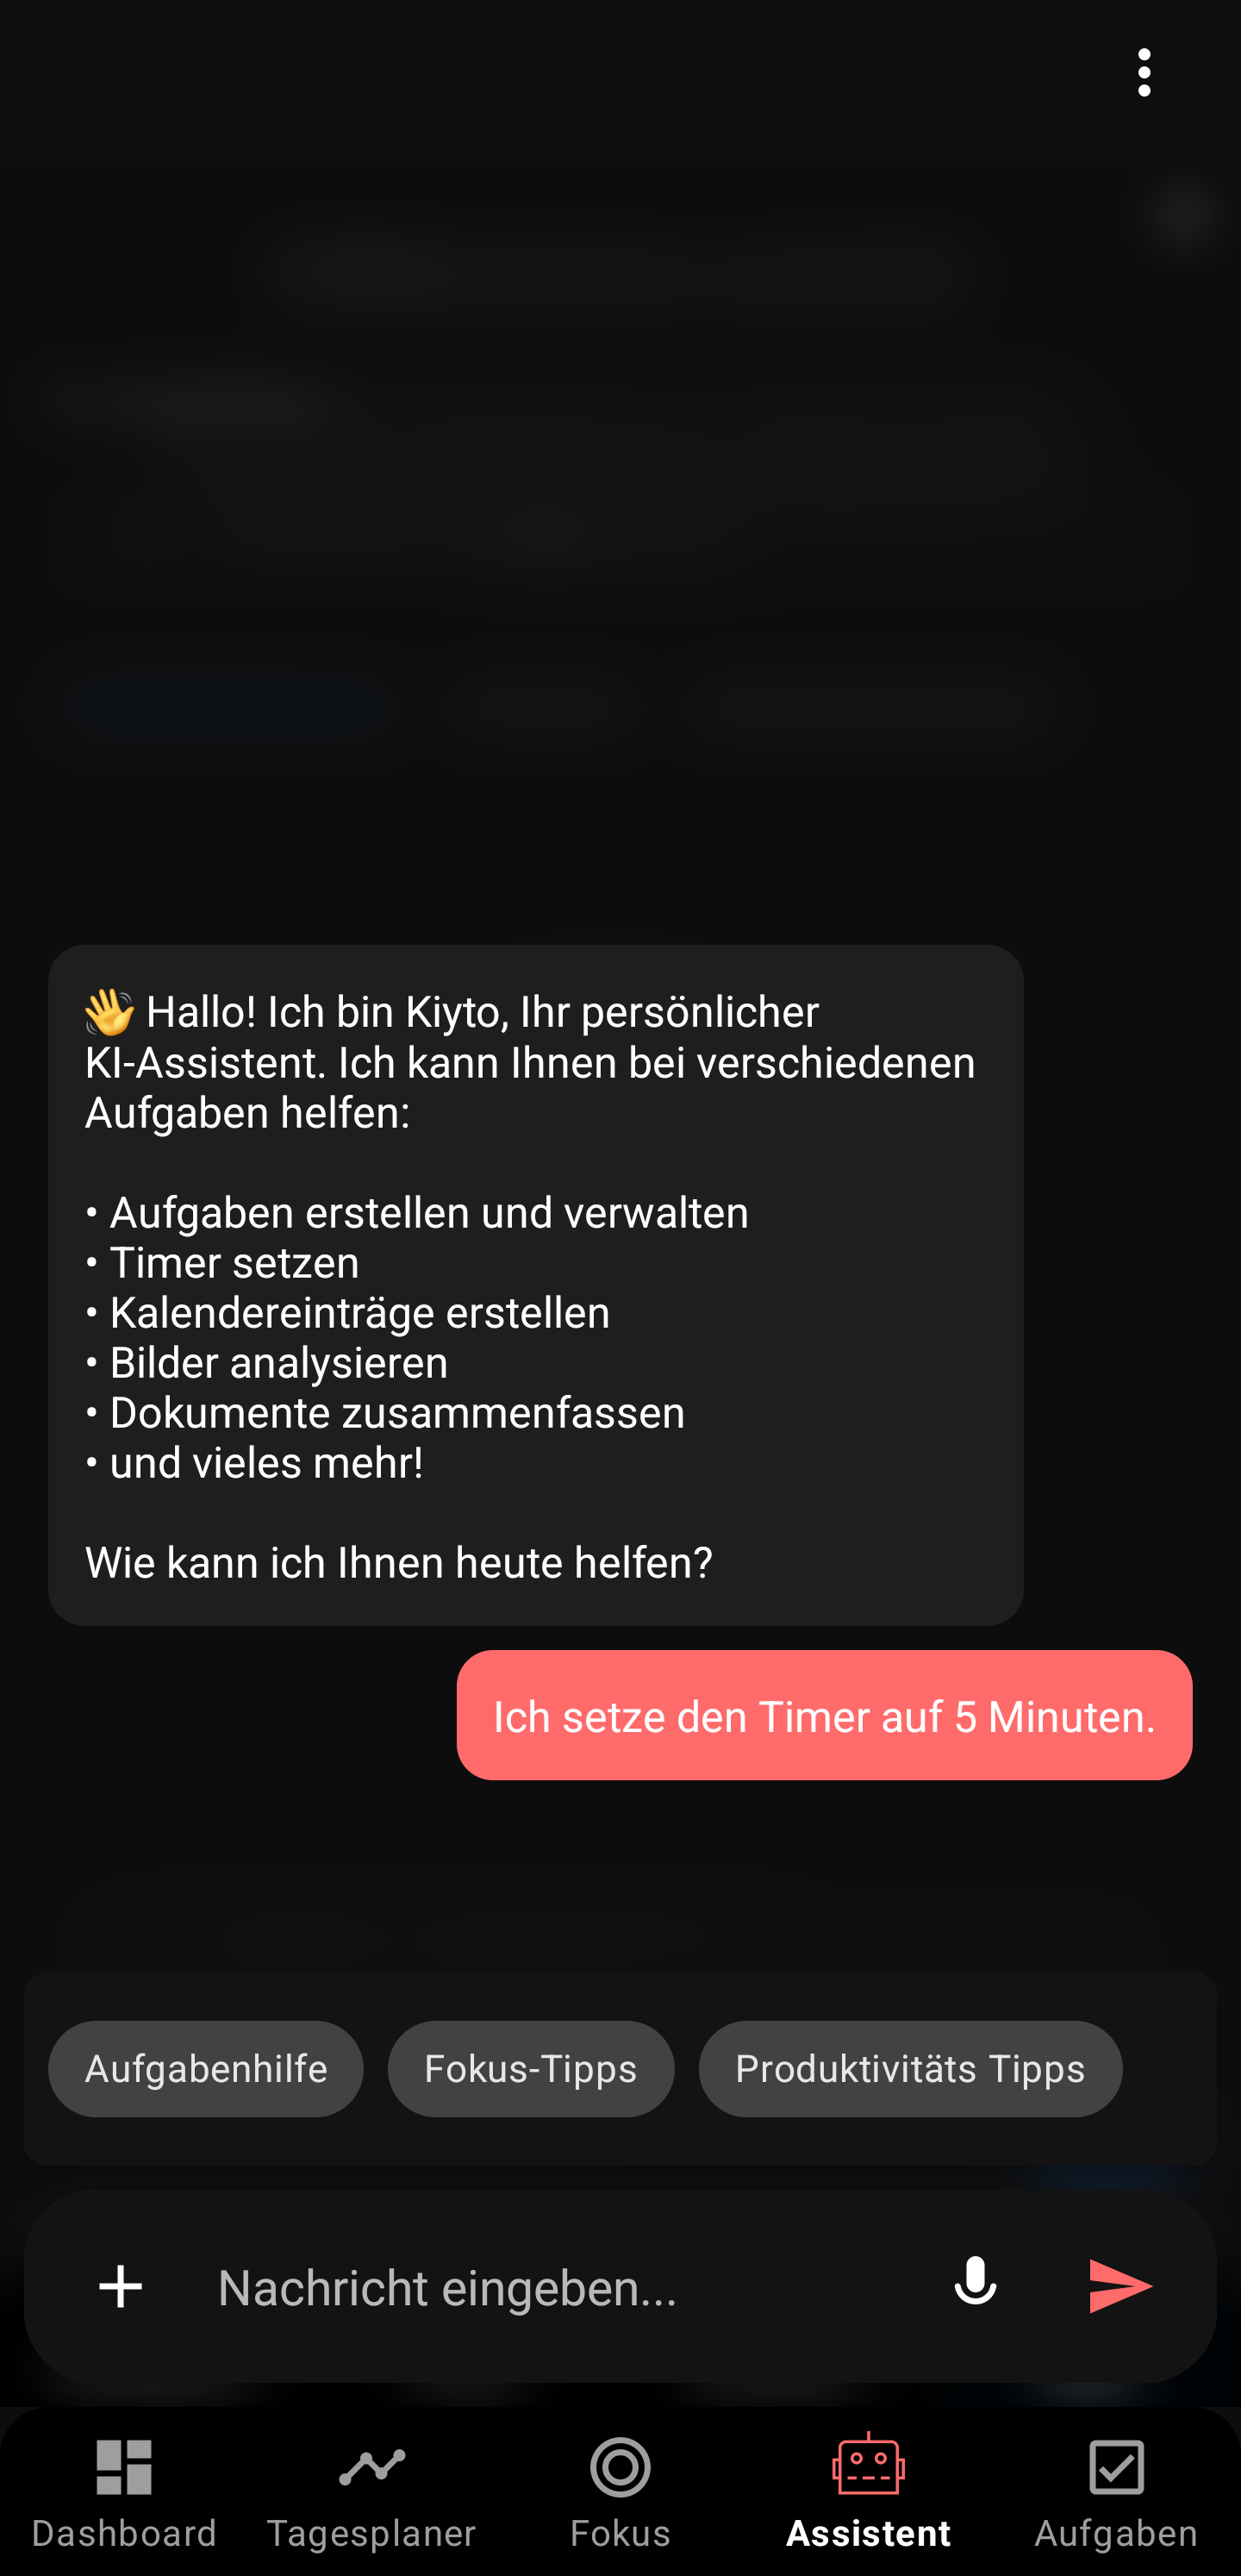 👋 Hallo! Ich bin Kiyto, Ihr persönlicher
KI-Assistent. Ich kann Ihnen bei verschiedenen
Aufgaben helfen:
• Aufgaben erstellen und verwalten
• Timer setzen
• Kalendereinträge erstellen
• Bilder analysieren
• Dokumente zusammenfassen
• und vieles mehr!
Wie kann ich Ihnen heute helfen?
Ich setze den Timer auf 5 Minuten.
Aufgabenhilfe
Fokus-Tipps
Produktivitäts Tipps
Nachricht eingeben...
Dashboard
Tagesplaner
Fokus
Assistent
Aufgaben